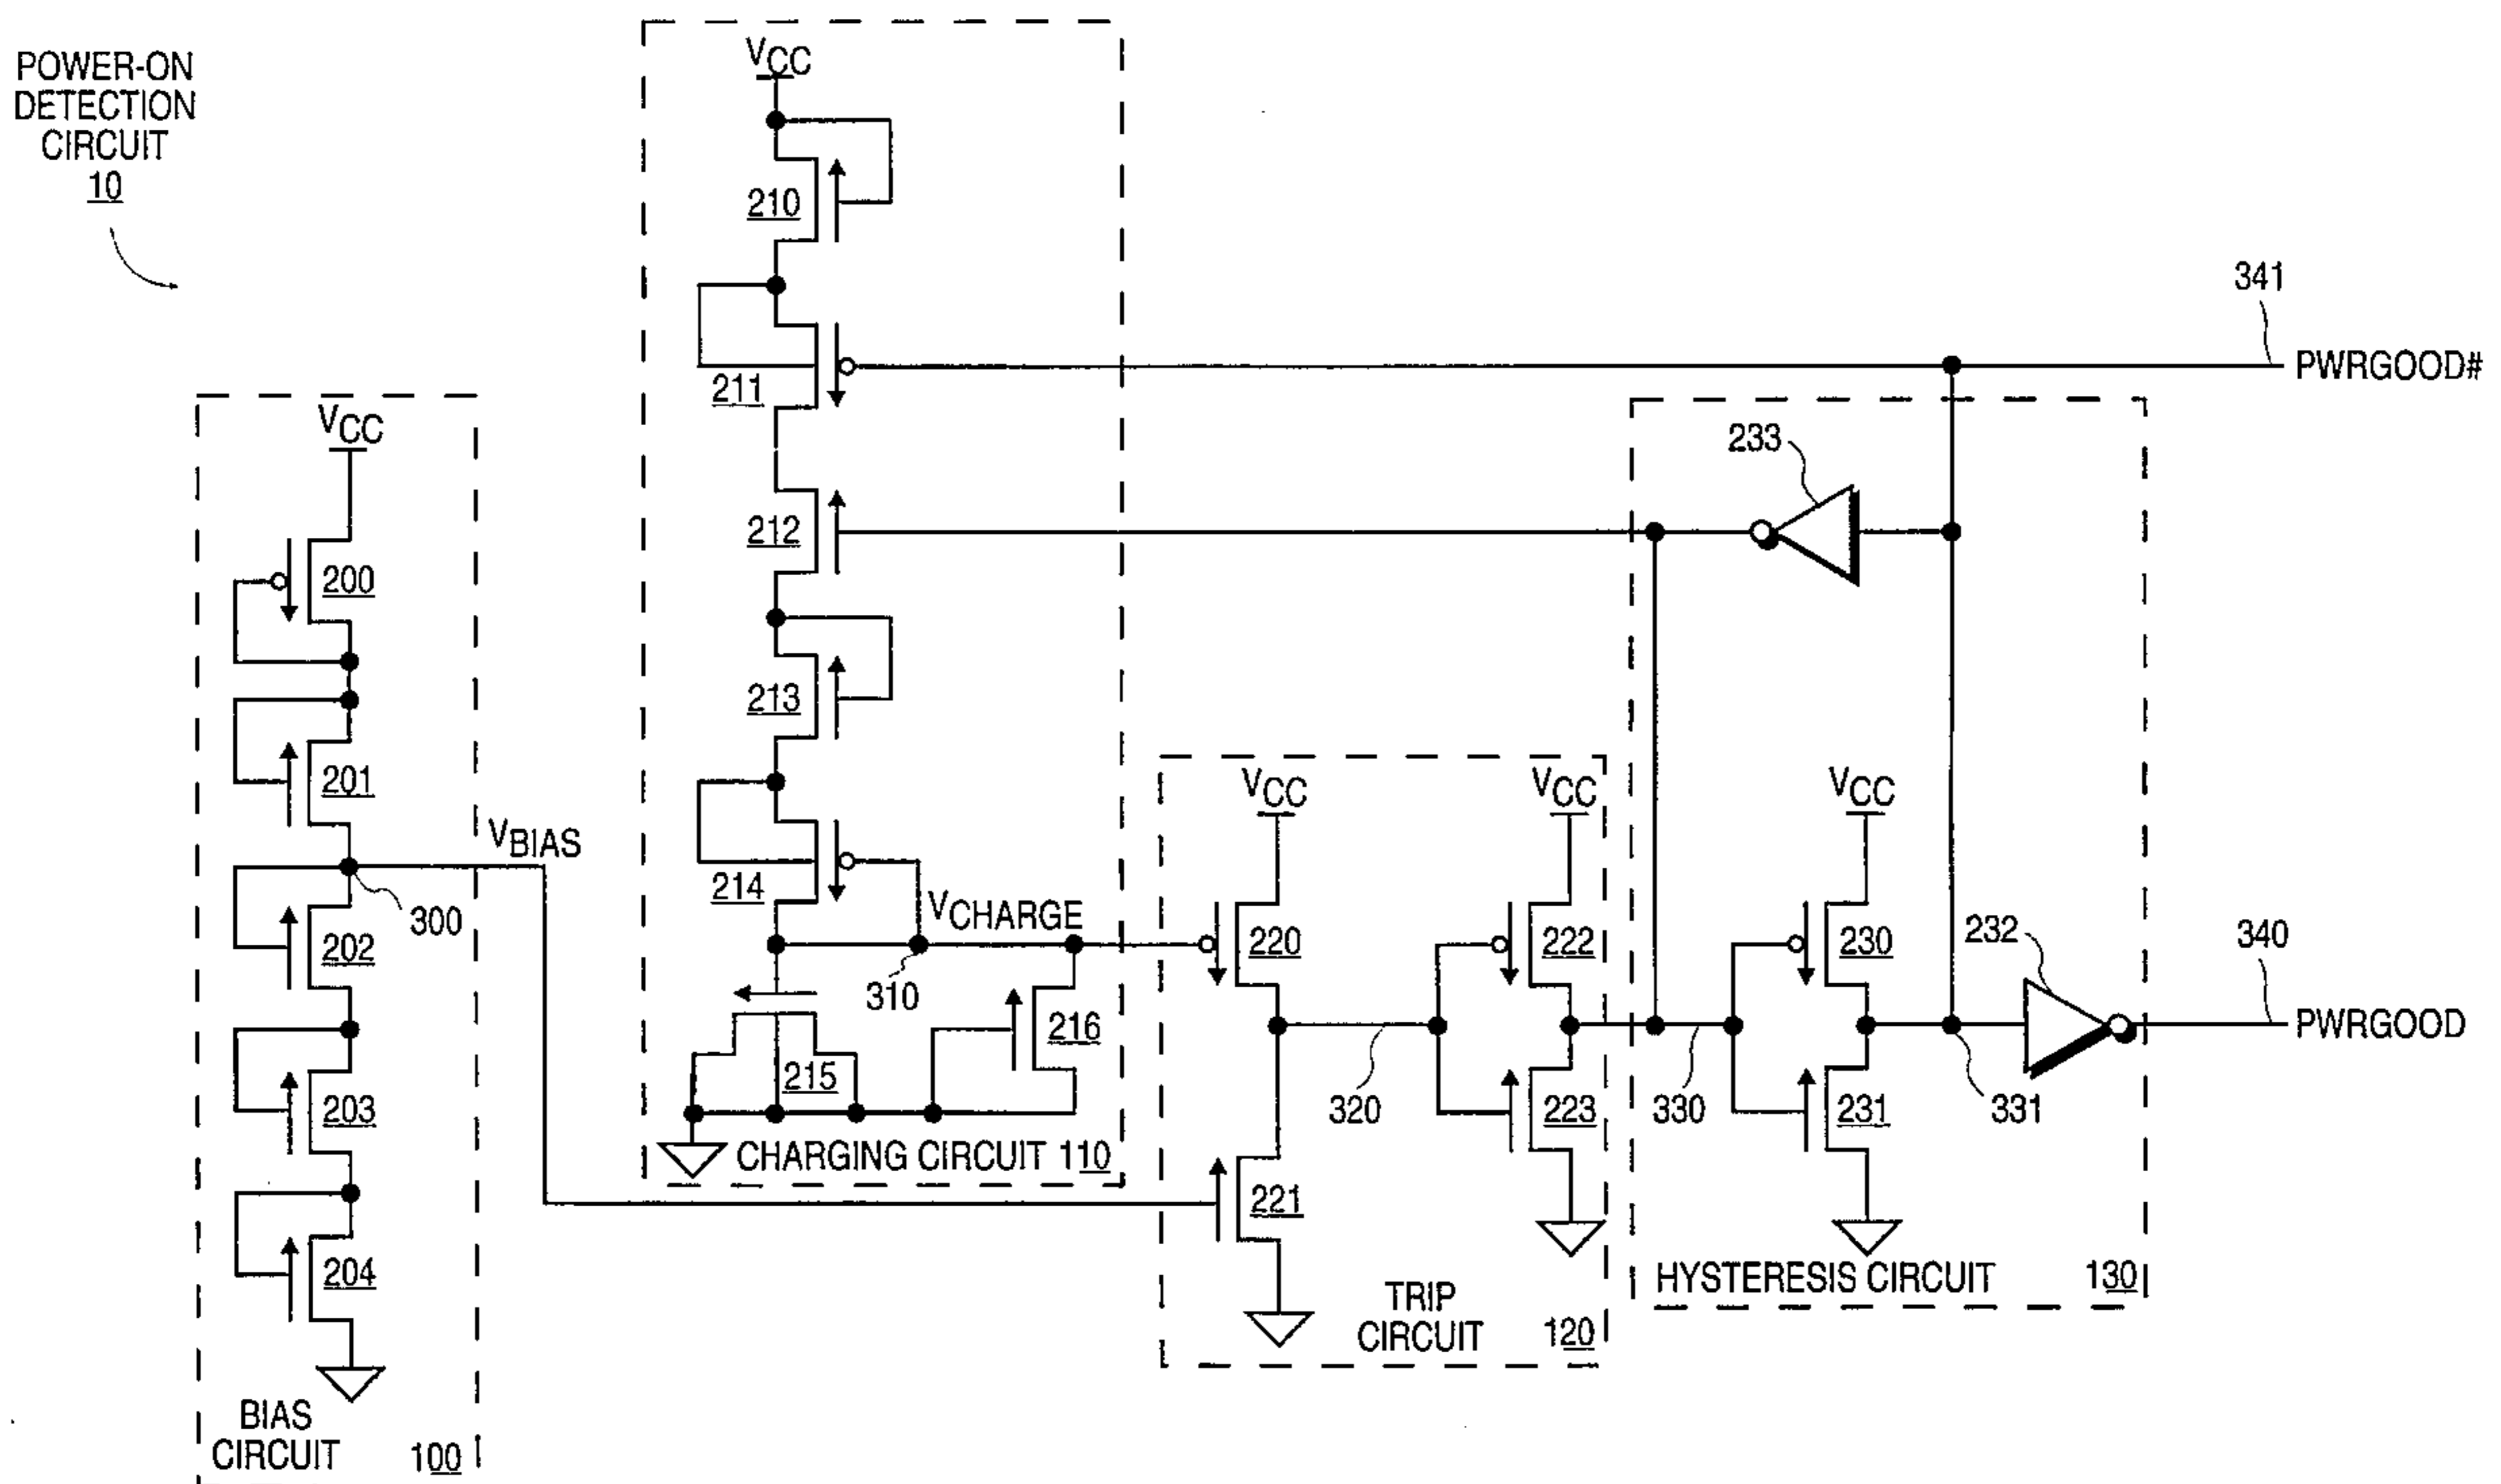 POWER-ON
DETECTION
CIRCUIT
10
VCC
200
201
VBIAS
300
202
203
204
BIAS
CIRCUIT
100
VCC
210
211
212
213
214
VCHARGE
310
215
216
CHARGING CIRCUIT 110
VCC
VCC
220
222
320
223
221
TRIP
CIRCUIT
120
341
PWRGOOD#
233
VCC
230
232
340
PWRGOOD
330
231
331
HYSTERESIS CIRCUIT
130